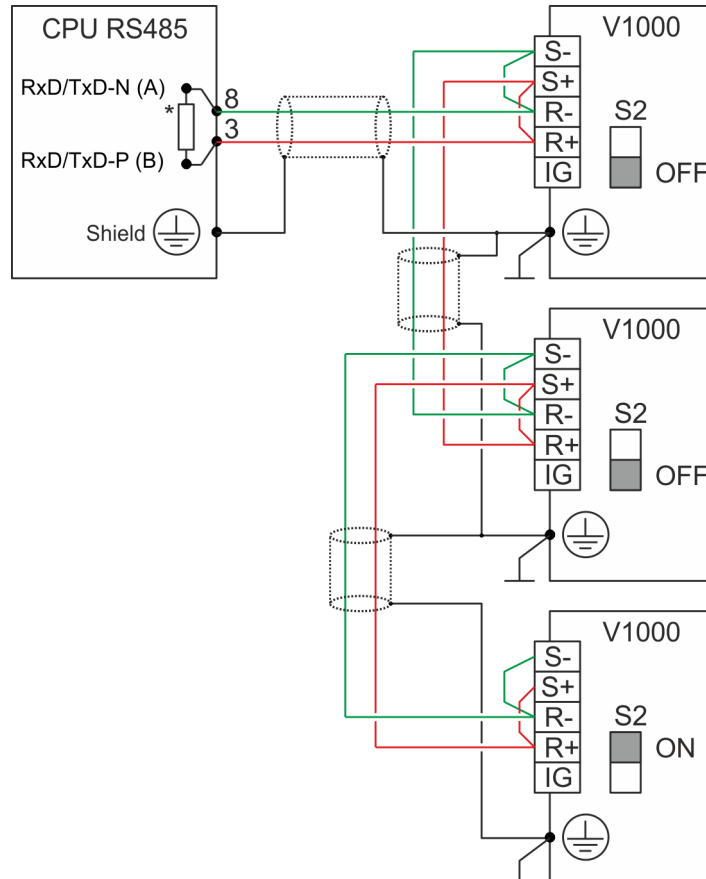 CPU RS485
RxD/TxD-N (A)
8
*
3
RxD/TxD-P (B)
Shield
V1000
S-
S+
R-
R+
IG
S2
OFF
V1000
S-
S+
R-
R+
IG
S2
OFF
V1000
S-
S+
R-
R+
IG
S2
ON